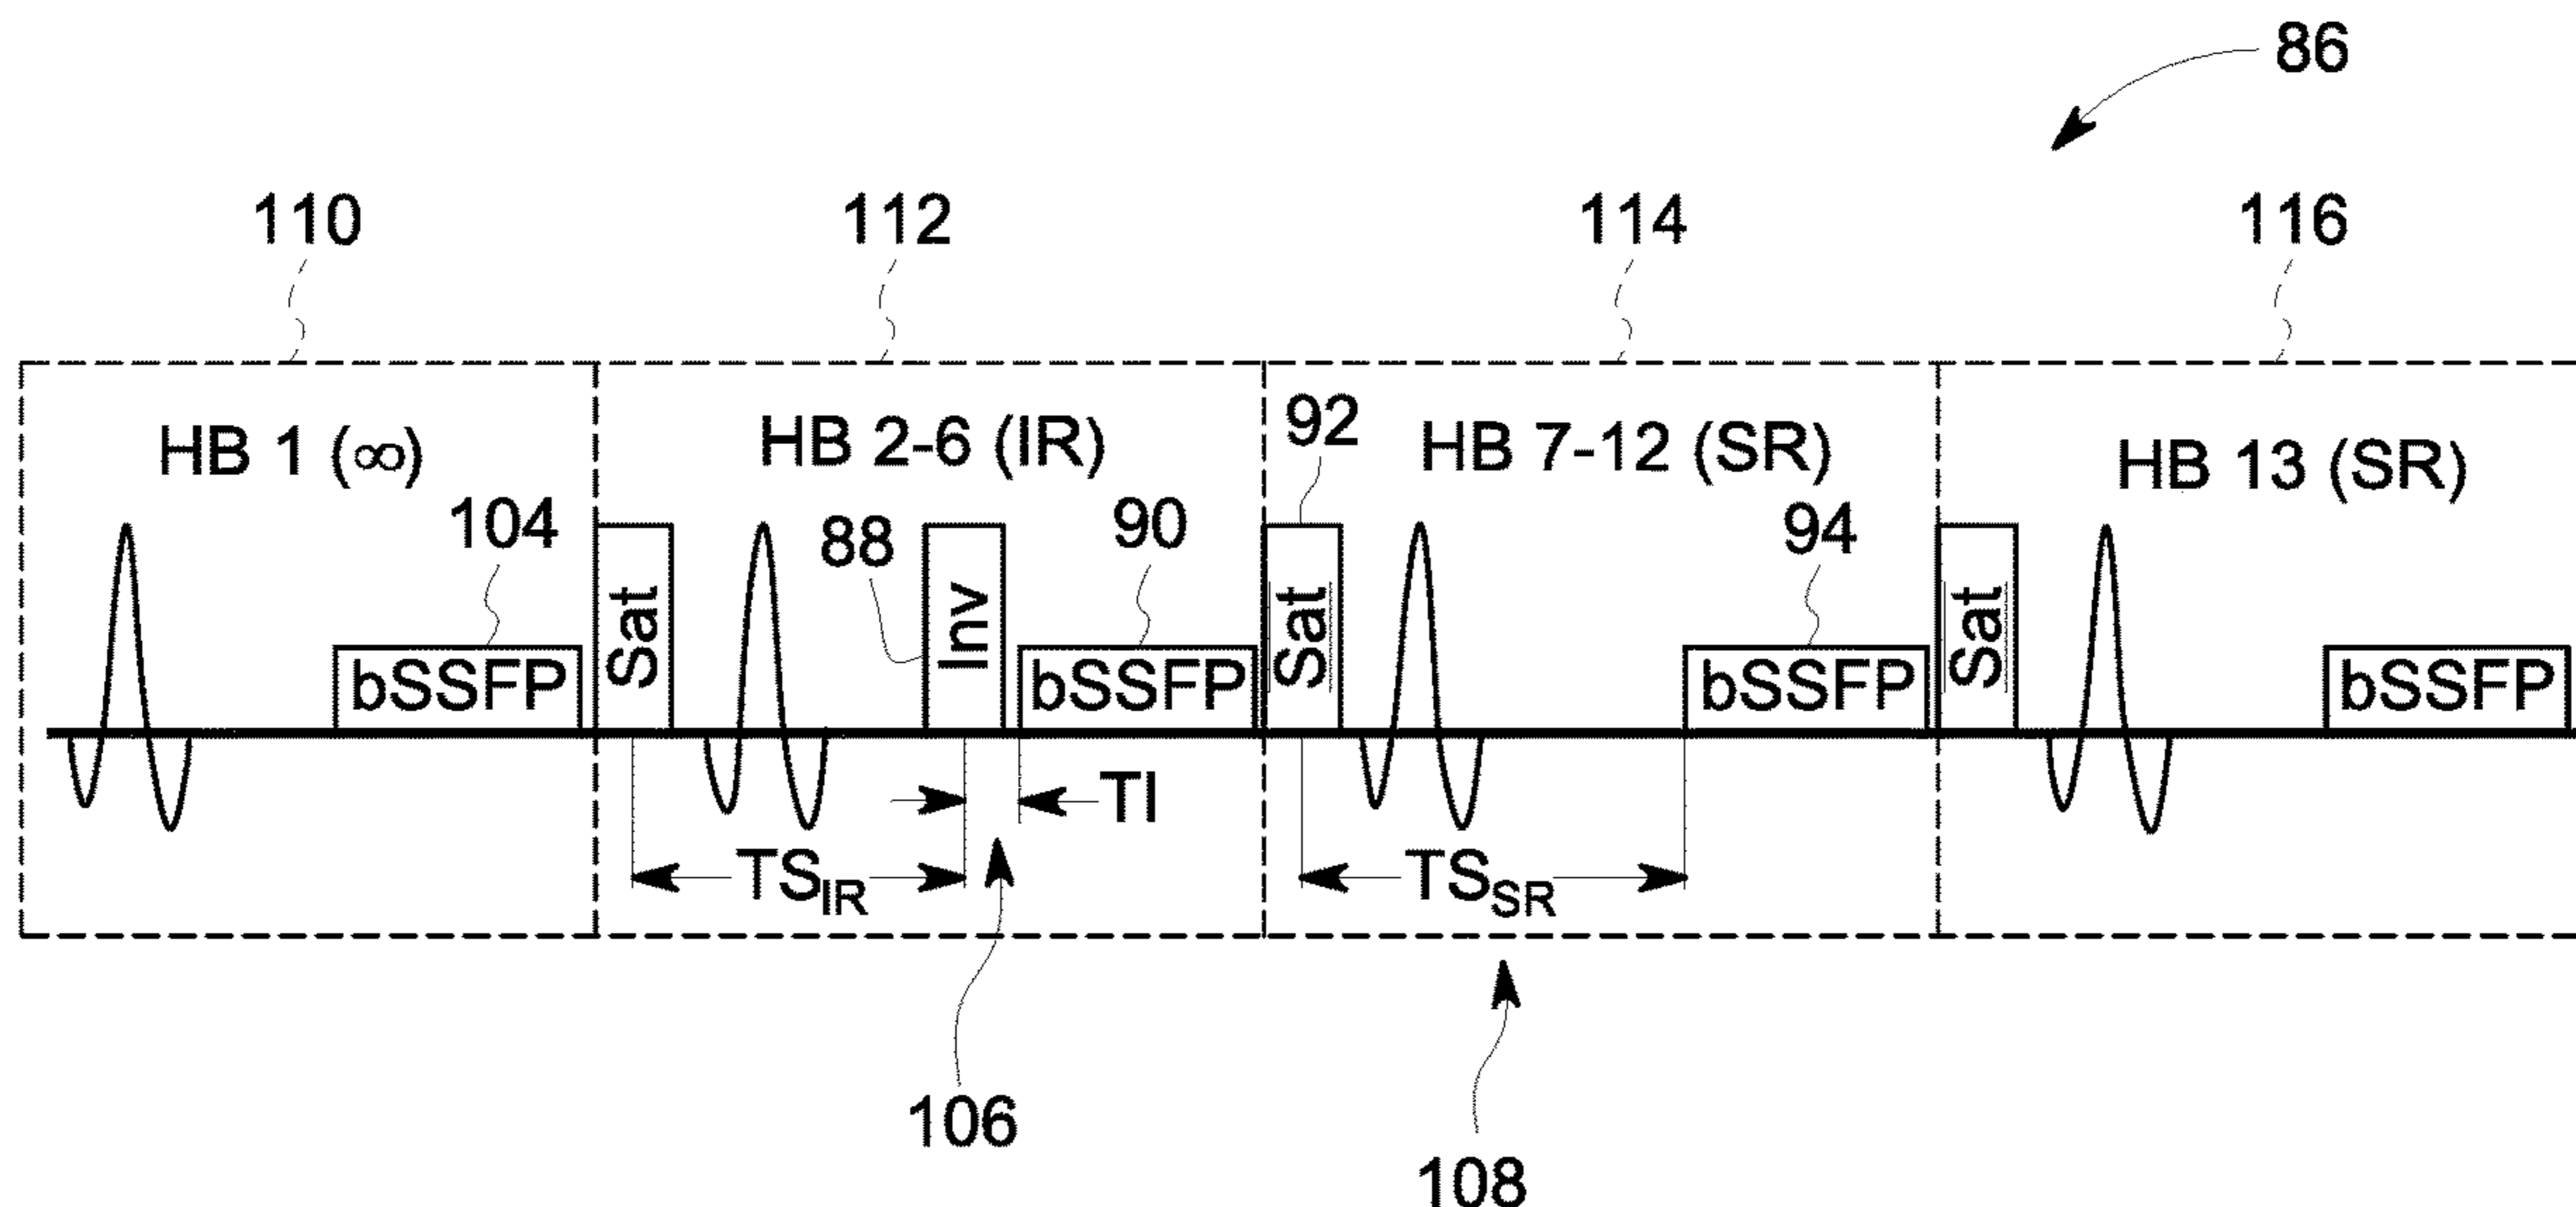 86
110
112
114
116
HB 1 (∞)
HB 2-6 (IR)
HB 7-12 (SR)
HB 13 (SR)
104
88
90
92
94
bSSFP
Sat
Inv
bSSFP
Sat
bSSFP
Sat
bSSFP
TI
TS_IR
TS_SR
106
108